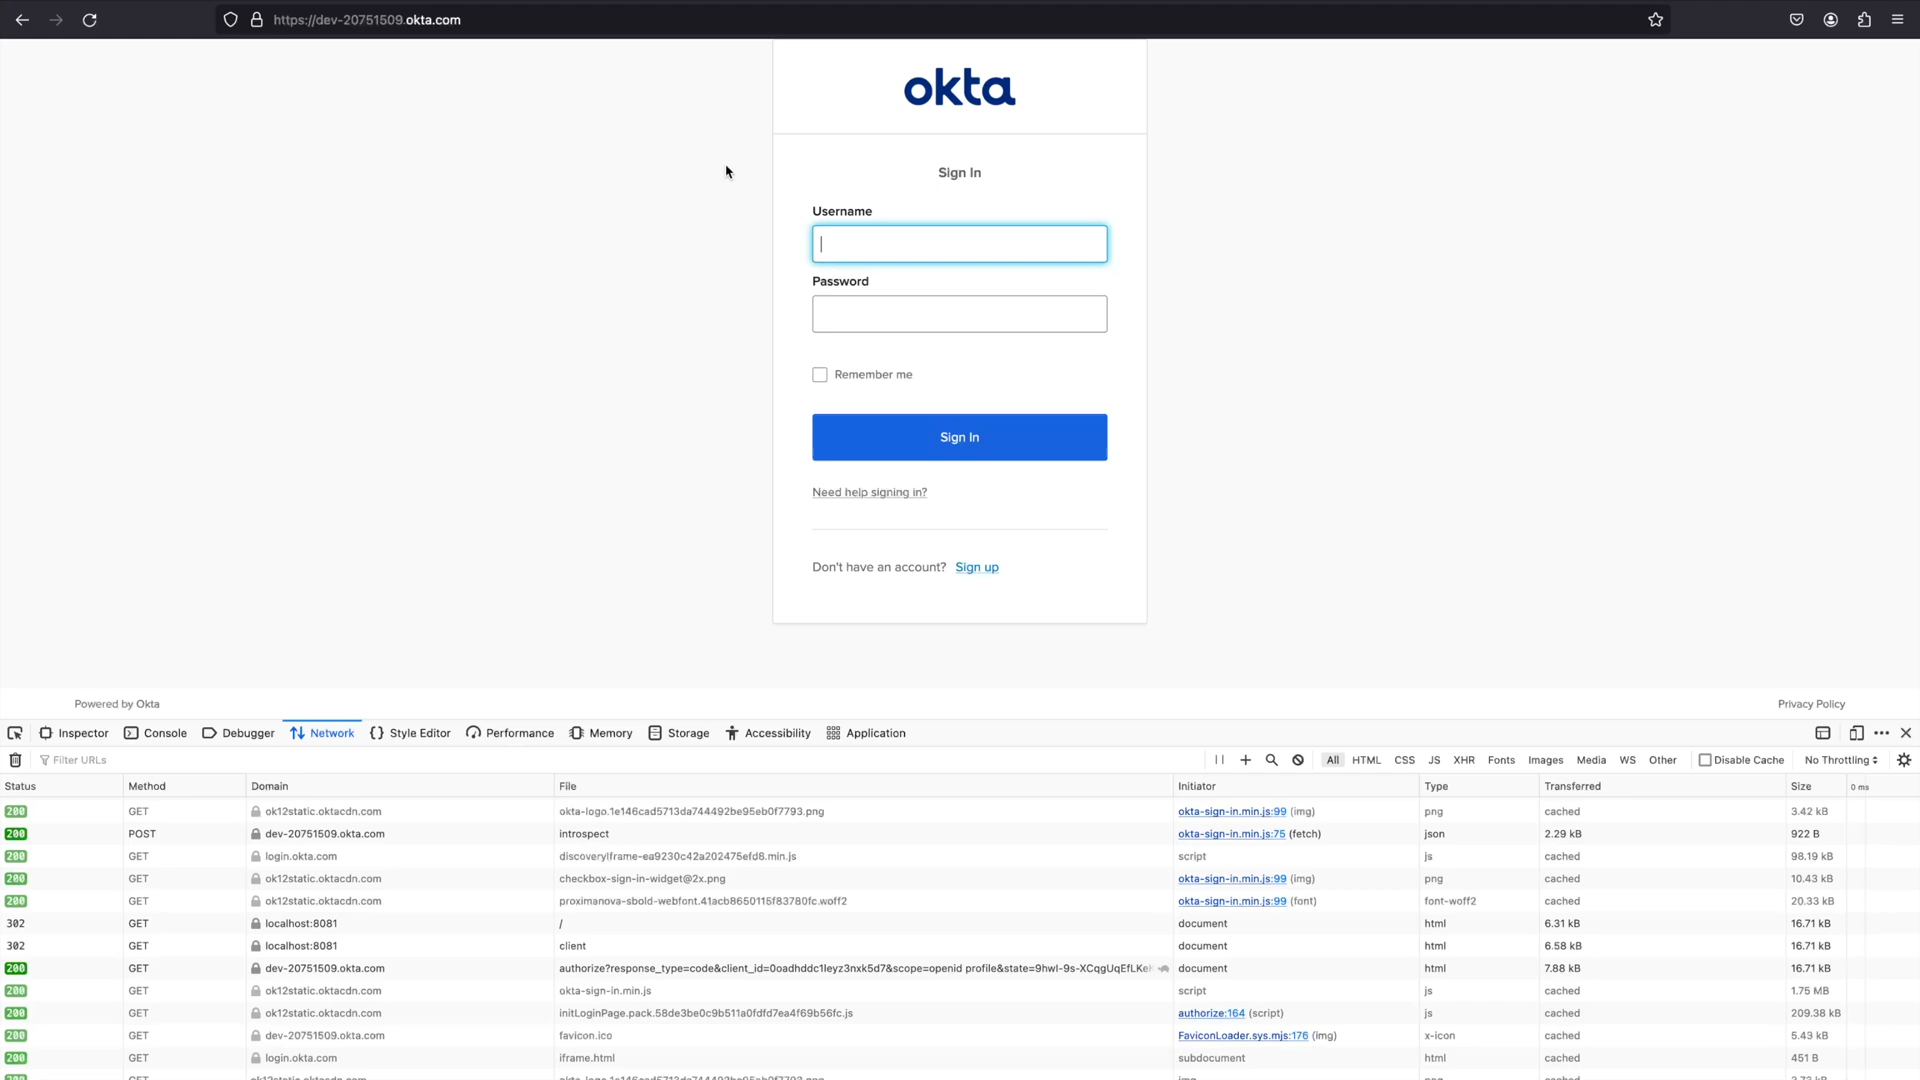 https://dev-20751509.okta.com
okta
Sign In
Username
Password
Remember me
Sign In
Need help signing in?
Don't have an account? Sign up
Powered by Okta
Privacy Policy
Inspector Console Debugger Network Style Editor Performance Memory Storage Accessibility Application
Filter URLs All HTML CSS JS XHR Fonts Images Media WS Other Disable Cache No Throttling
Status Method Domain File Initiator Type Transferred Size 0 ms
200 GET ok12static.oktacdn.com okta-logo.1e146cad5713da744492be95eb0f7793.png okta-sign-in.min.js:99 (img) png cached 3.42 kB
200 POST dev-20751509.okta.com introspect okta-sign-in.min.js:75 (fetch) json 2.29 kB 922 B
200 GET login.okta.com discoveryIframe-ea9230c42a202475efd8.min.js script js cached 98.19 kB
200 GET ok12static.oktacdn.com checkbox-sign-in-widget@2x.png okta-sign-in.min.js:99 (img) png cached 10.43 kB
200 GET ok12static.oktacdn.com proximanova-sbold-webfont.41acb8650115f83780fc.woff2 okta-sign-in.min.js:99 (font) font-woff2 cached 20.33 kB
302 GET localhost:8081 / document html 6.31 kB 16.71 kB
302 GET localhost:8081 client document html 6.58 kB 16.71 kB
200 GET dev-20751509.okta.com authorize?response_type=code&client_id=0oadhddc1leyz3nxk5d7&scope=openid profile&state=9hwI-9s-XCqgUqEfLKe document html 7.88 kB 16.71 kB
200 GET ok12static.oktacdn.com okta-sign-in.min.js script js cached 1.75 MB
200 GET ok12static.oktacdn.com initLoginPage.pack.58de3be0c9b511a0fdfd7ea4f69b56fc.js authorize:164 (script) js cached 209.38 kB
200 GET dev-20751509.okta.com favicon.ico FaviconLoader.sys.mjs:176 (img) x-icon cached 5.43 kB
200 GET login.okta.com iframe.html subdocument html cached 451 B